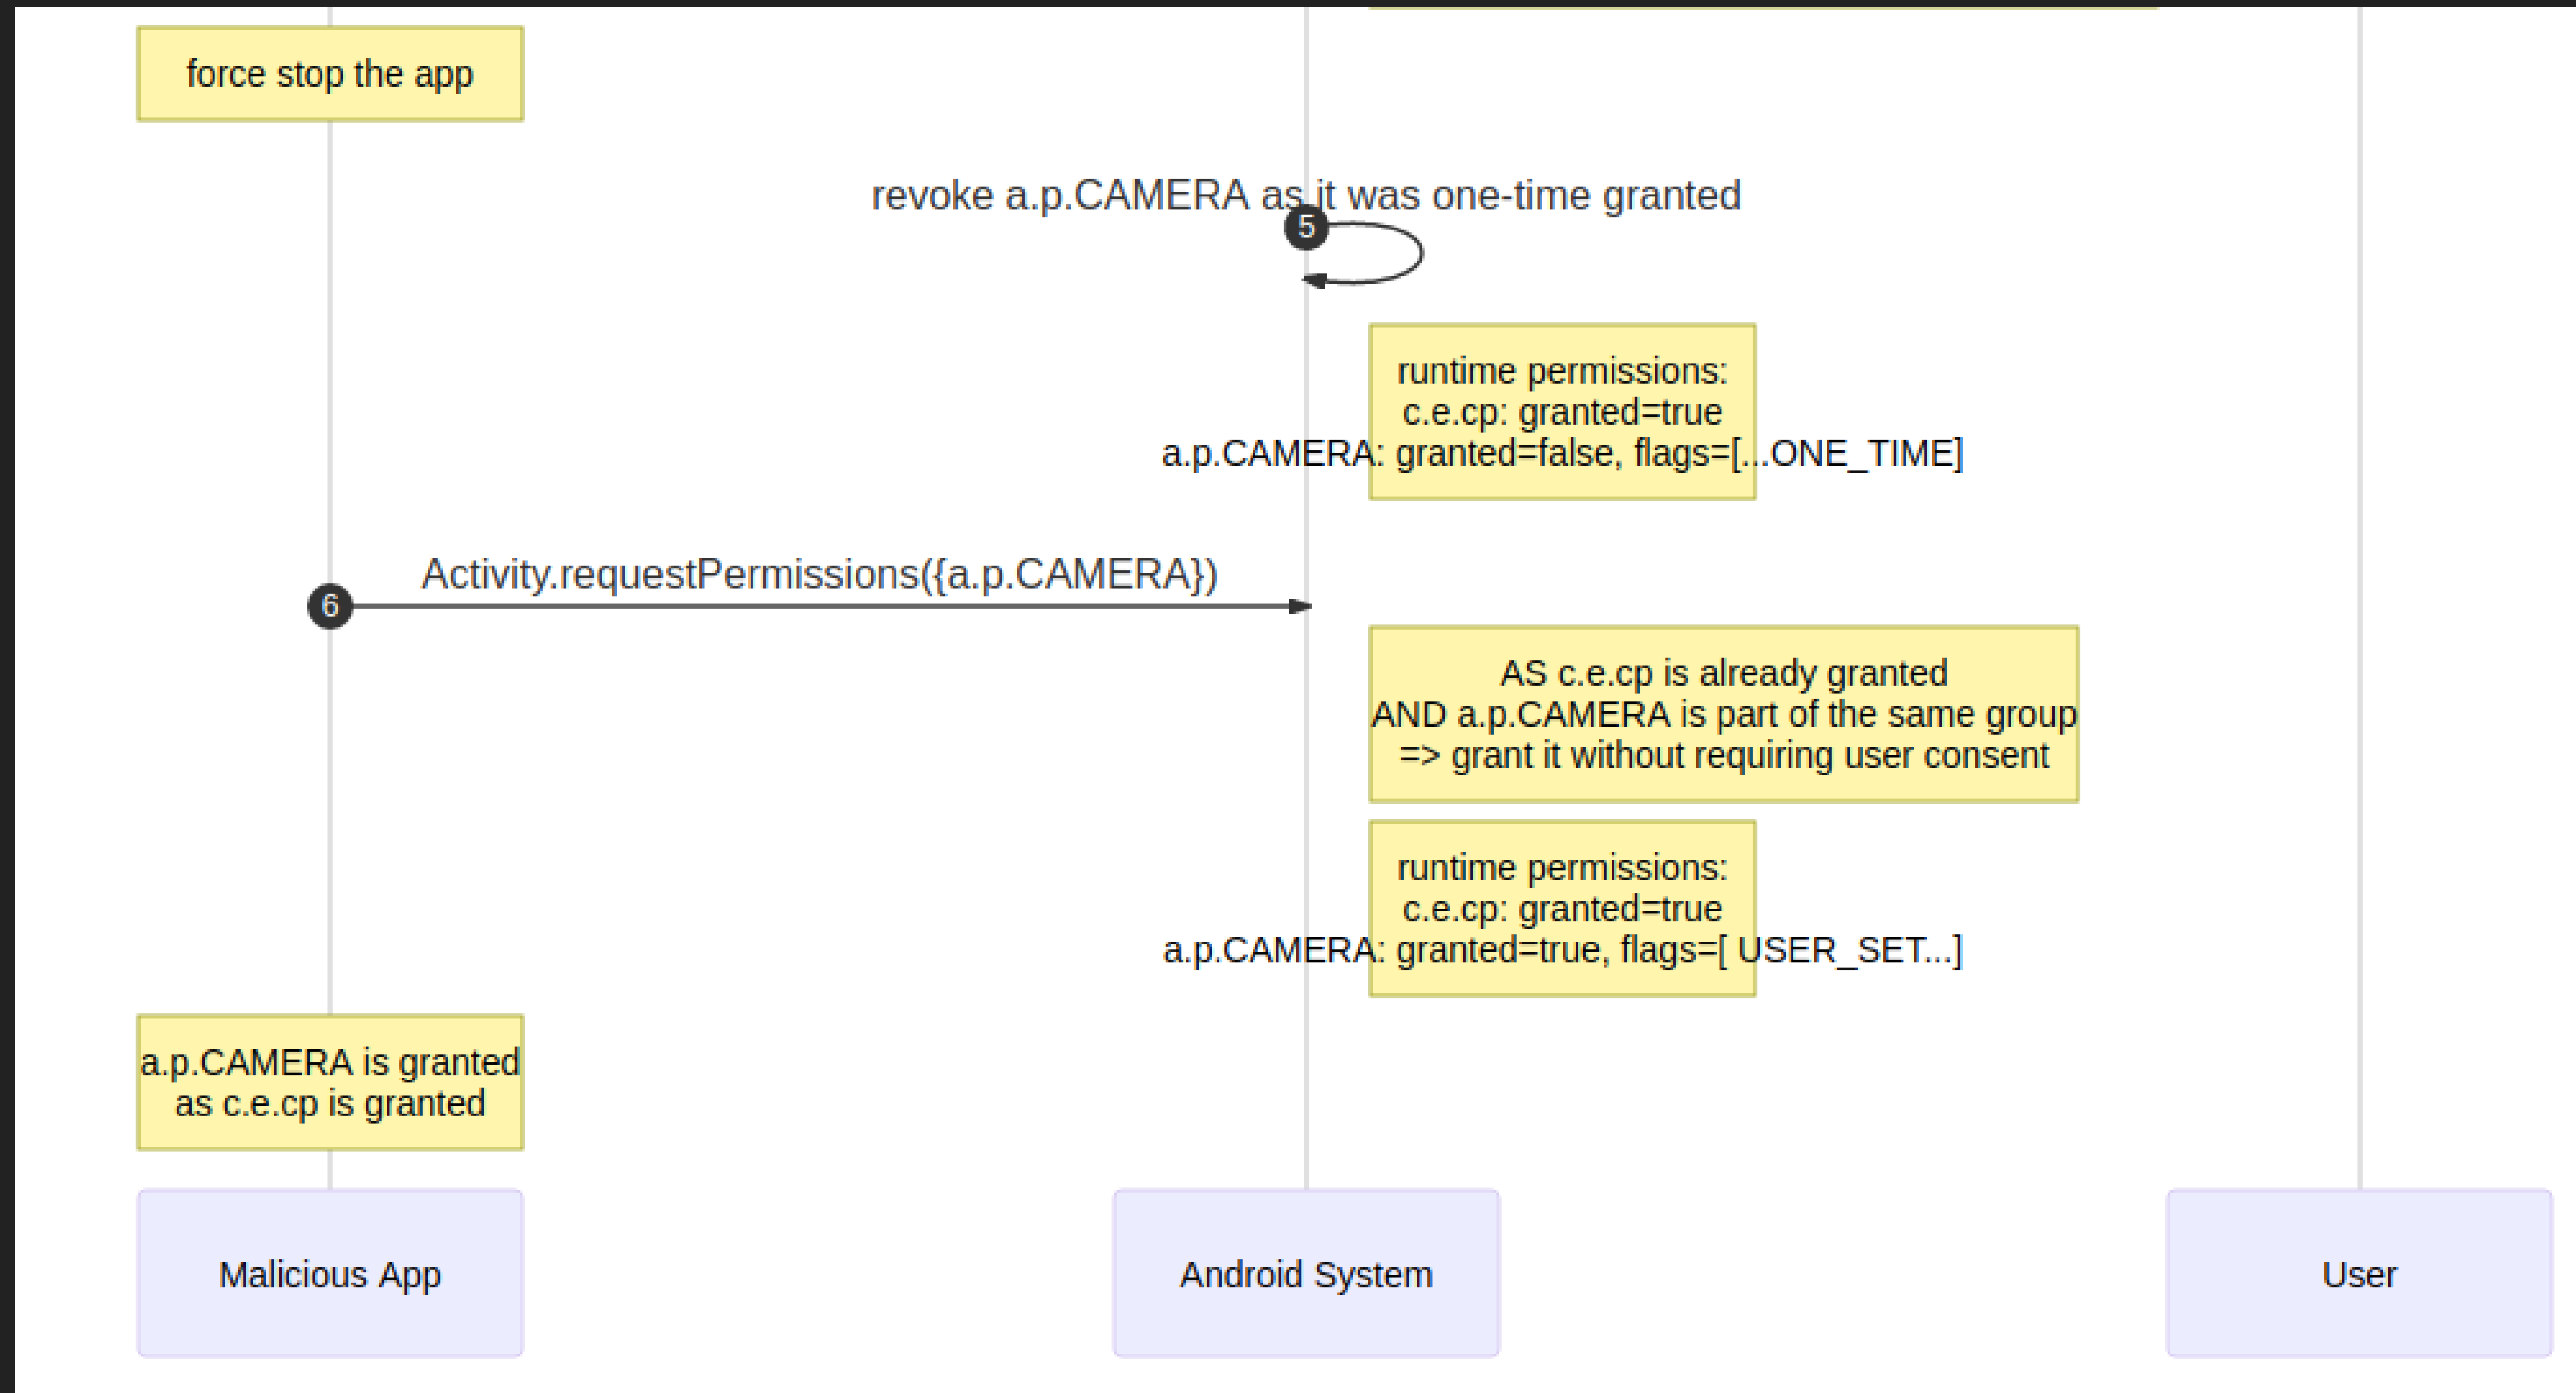 force stop the app
revoke a.p.CAMERA as it was one-time granted
5
runtime permissions:
c.e.cp: granted=true
a.p.CAMERA: granted=false, flags=[...ONE_TIME]
Activity.requestPermissions({a.p.CAMERA})
6
AS c.e.cp is already granted
AND a.p.CAMERA is part of the same group
=> grant it without requiring user consent
runtime permissions:
c.e.cp: granted=true
a.p.CAMERA: granted=true, flags=[ USER_SET...]
a.p.CAMERA is granted
as c.e.cp is granted
Malicious App
Android System
User